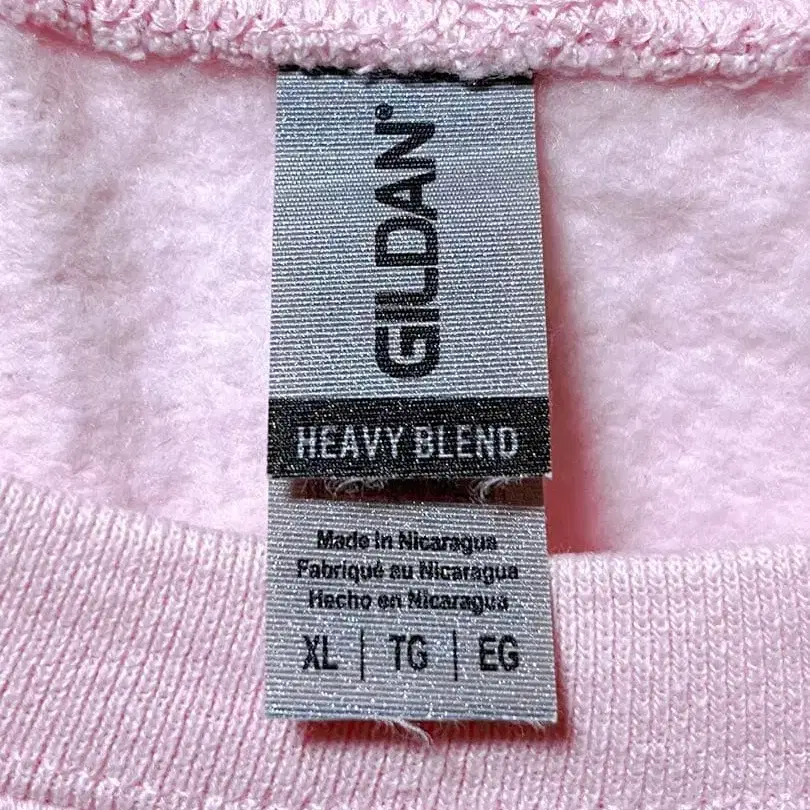 GILDAN®
HEAVY BLEND
Made in Nicaragua
Fabriqué au Nicaragua
Hecho en Nicaragua
XL | TG | EG